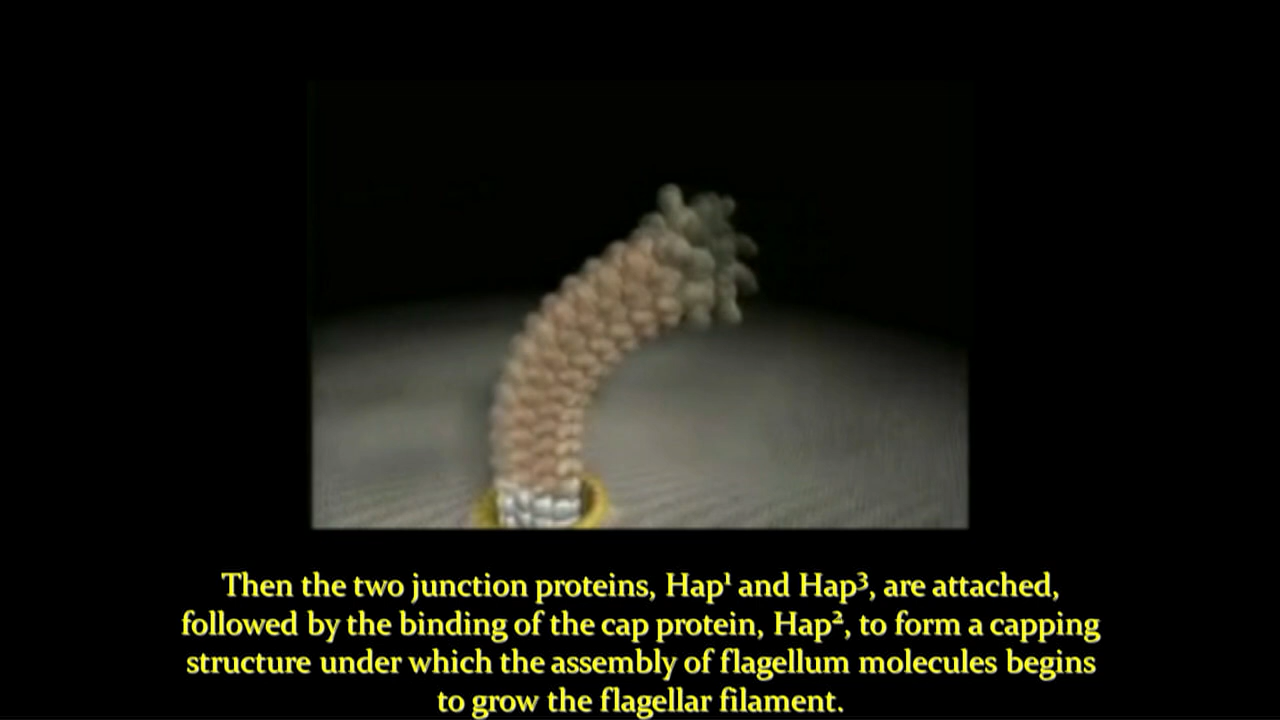 Then the two junction proteins, Hap¹ and Hap³, are attached,
followed by the binding of the cap protein, Hap², to form a capping
structure under which the assembly of flagellum molecules begins
to grow the flagellar filament.